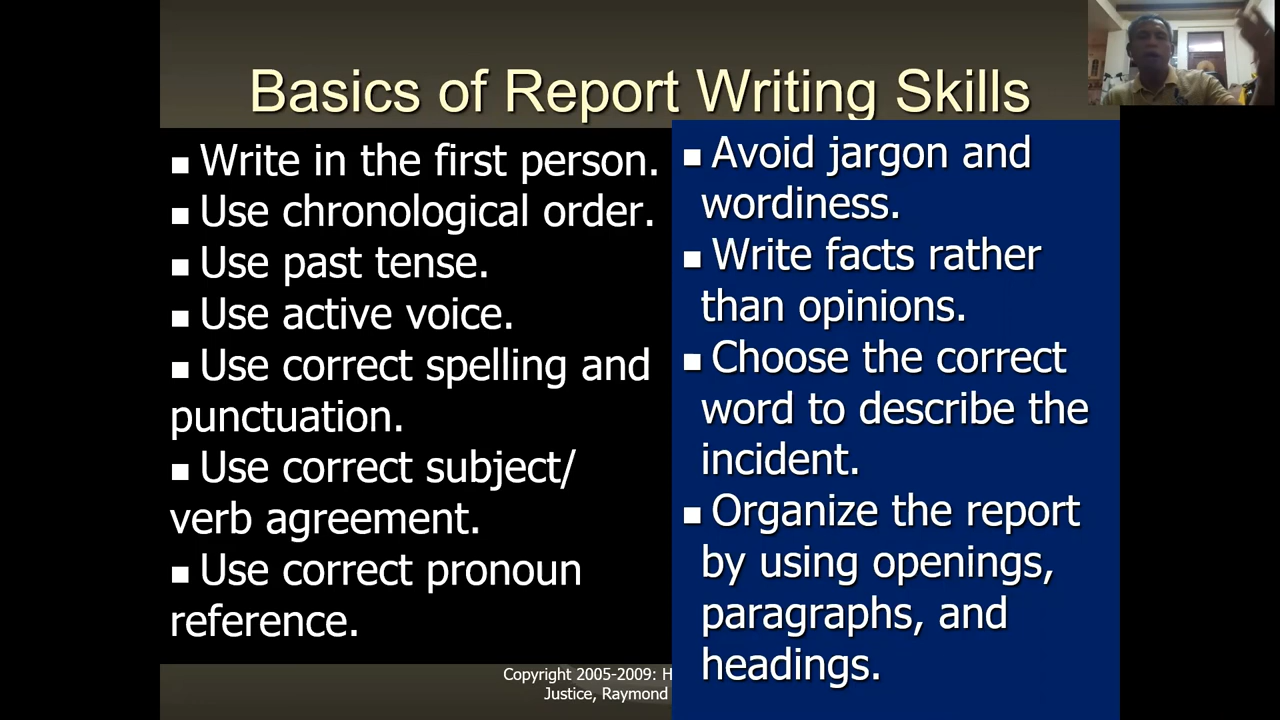 Basics of Report Writing Skills
■ Write in the first person.
■ Use chronological order.
■ Use past tense.
■ Use active voice.
■ Use correct spelling and
punctuation.
■ Use correct subject/
verb agreement.
■ Use correct pronoun
reference.
■ Avoid jargon and
wordiness.
■ Write facts rather
than opinions.
■ Choose the correct
word to describe the
incident.
■ Organize the report
by using openings,
paragraphs, and
headings.
Copyright 2005-2009: H
Justice, Raymond